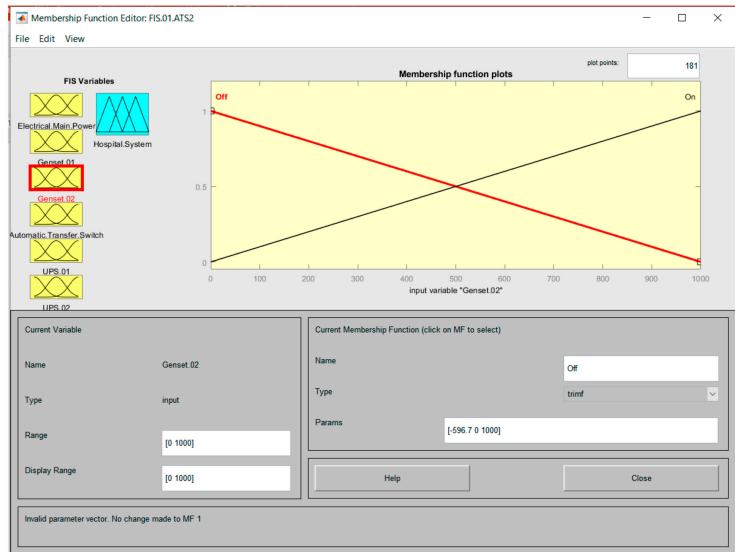 Membership Function Editor: FIS.01.ATS2
File Edit View
FIS Variables
Electrical.Main.Power
Genset.01
Genset.02
Automatic.Transfer.Switch
UPS.01
UPS.02
Hospital.System
plot points:
181
Membership function plots
Off
On
1
0.5
0
0 100 200 300 400 500 600 700 800 900 1000
input variable "Genset.02"
Current Variable
Name Genset.02
Type input
Range [0 1000]
Display Range [0 1000]
Current Membership Function (click on MF to select)
Name Off
Type trimf
Params [-596.7 0 1000]
Help
Close
Invalid parameter vector. No change made to MF 1